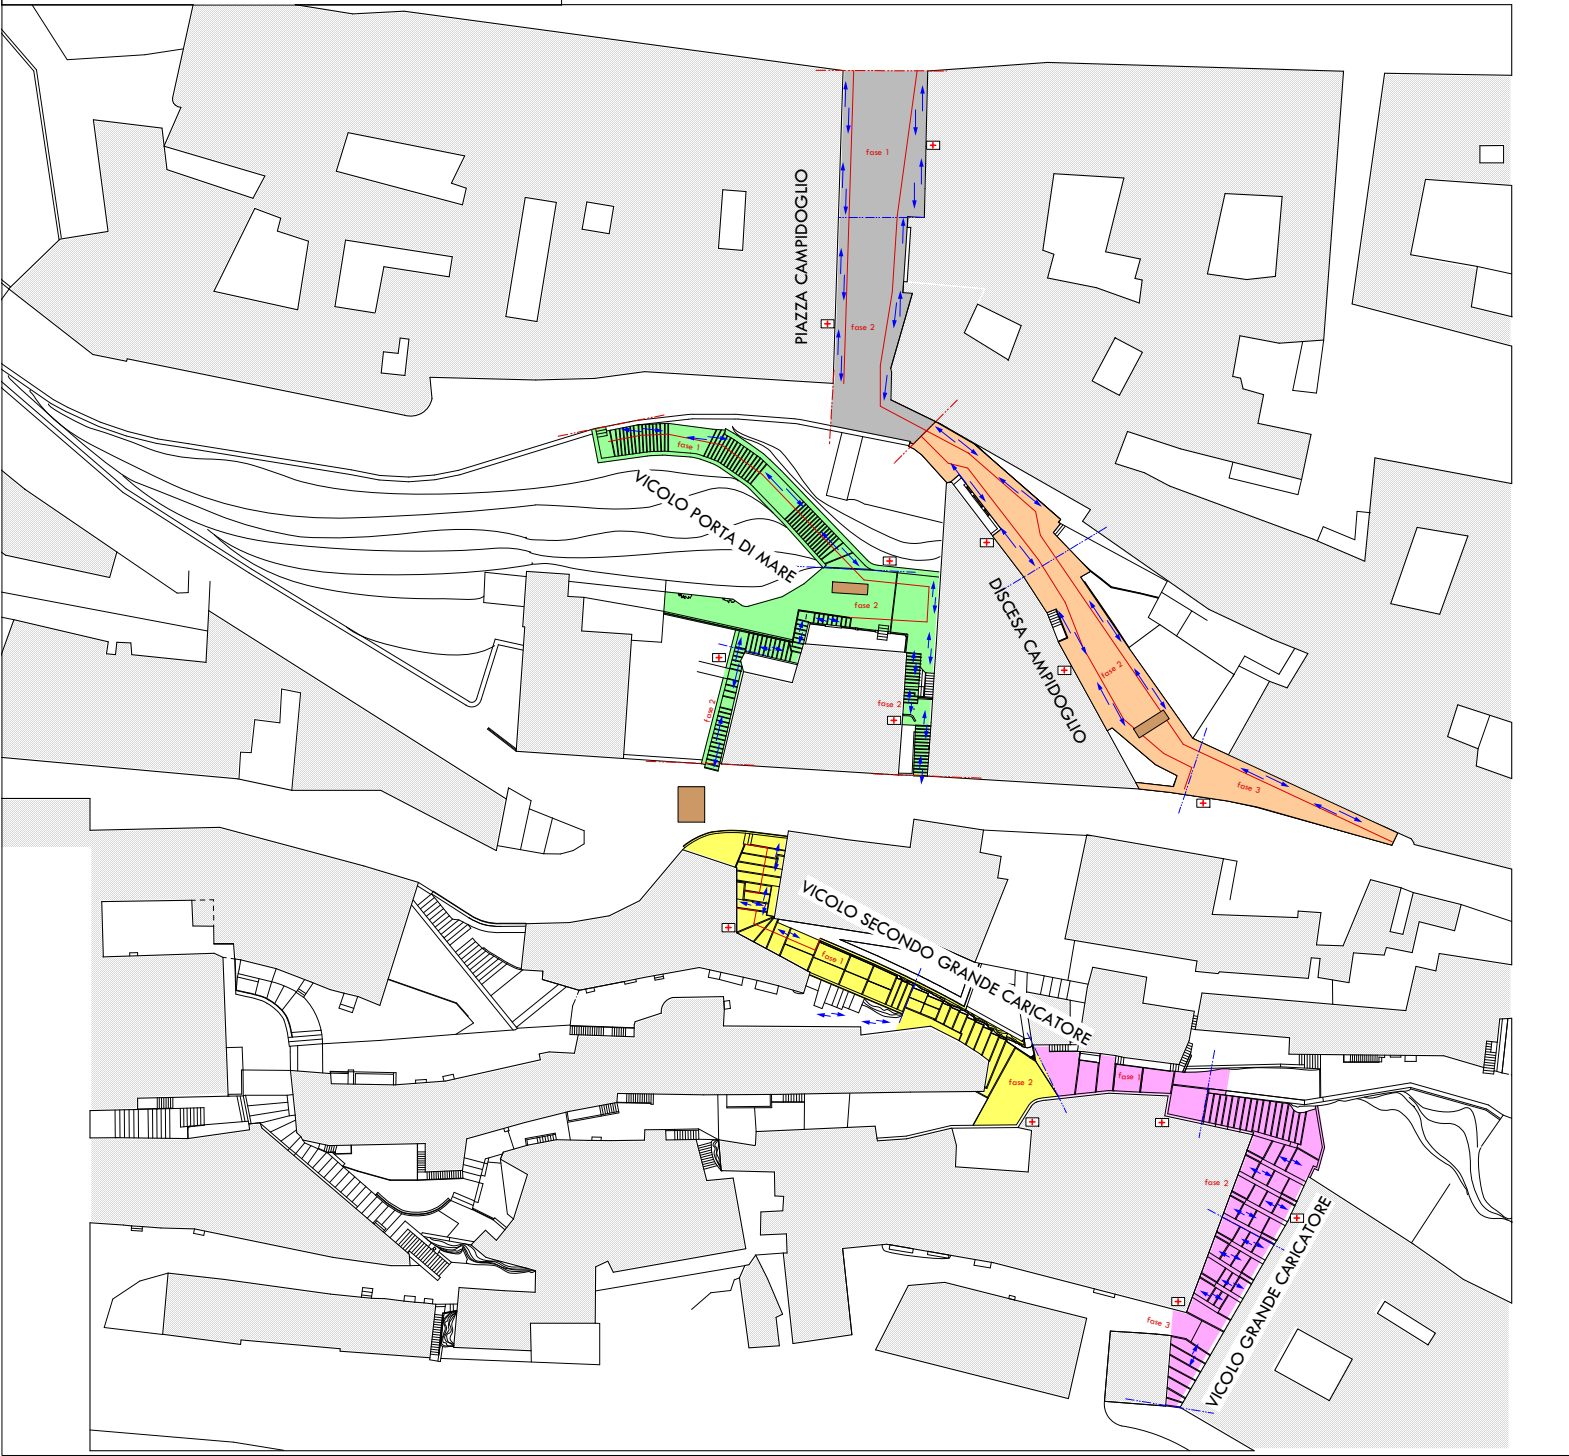 fase 1
PIAZZA CAMPIDOGLIO
fase 2
fase 1
VICOLO PORTA DI MARE
fase 2
DISCESA CAMPIDOGLIO
fase 2
fase 2
fase 2
fase 3
VICOLO SECONDO GRANDE CARICATORE
fase 1
fase 2
fase 1
fase 2
VICOLO GRANDE CARICATORE
fase 3